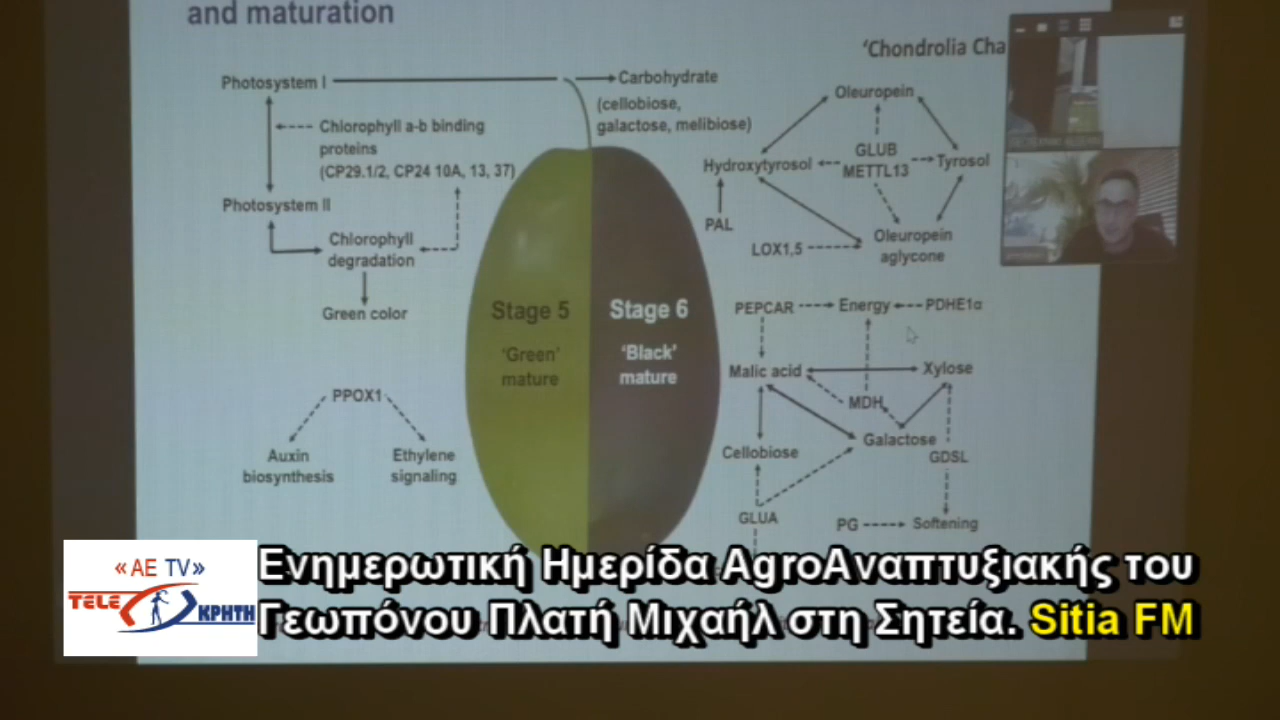 and maturation
'Chondrolia Cha
Photosystem I
Carbohydrate
(cellobiose,
galactose, melibiose)
Chlorophyll a-b binding
proteins
(CP29.1/2, CP24 10A, 13, 37)
Photosystem II
Chlorophyll
degradation
Green color
PPOX1
Auxin
biosynthesis
Ethylene
signaling
Stage 5
'Green'
mature
Stage 6
'Black'
mature
Oleuropein
Hydroxytyrosol
GLUB
METTL13
Tyrosol
PAL
LOX1,5
Oleuropein
aglycone
PEPCAR
Energy
PDHE1α
Malic acid
Xylose
MDH
Galactose
Cellobiose
GDSL
GLUA
PG
Softening
«AE TV»
TELE ΚΡΗΤΗ
Ενημερωτική Ημερίδα AgroΑναπτυξιακής του
Γεωπόνου Πλατή Μιχαήλ στη Σητεία. Sitia FM